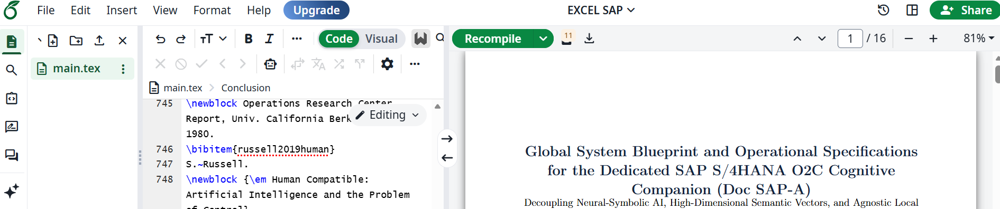 File Edit Insert View Format Help Upgrade
EXCEL SAP
Share
main.tex
TT B I ... Code Visual
Recompile 11 1 / 16 81%
main.tex > Conclusion
Editing
745 \newblock Operations Research Center
Report, Univ. California
1980.
746 \bibitem{russell2019human}
747 S.~Russell.
748 \newblock {\em Human Compatible:
Artificial Intelligence and the Problem
of Control}
Global System Blueprint and Operational Specifications
for the Dedicated SAP S/4HANA O2C Cognitive
Companion (Doc SAP-A)
Decoupling Neural-Symbolic AI, High-Dimensional Semantic Vectors, and Agnostic Local